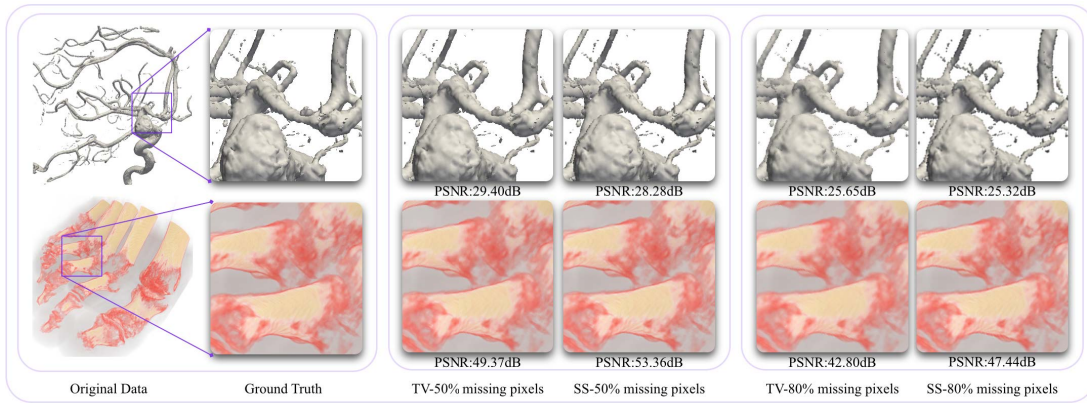 PSNR:29.40dB PSNR:28.28dB PSNR:25.65dB PSNR:25.32dB
PSNR:49.37dB PSNR:53.36dB PSNR:42.80dB PSNR:47.44dB
Original Data Ground Truth TV-50% missing pixels SS-50% missing pixels TV-80% missing pixels SS-80% missing pixels